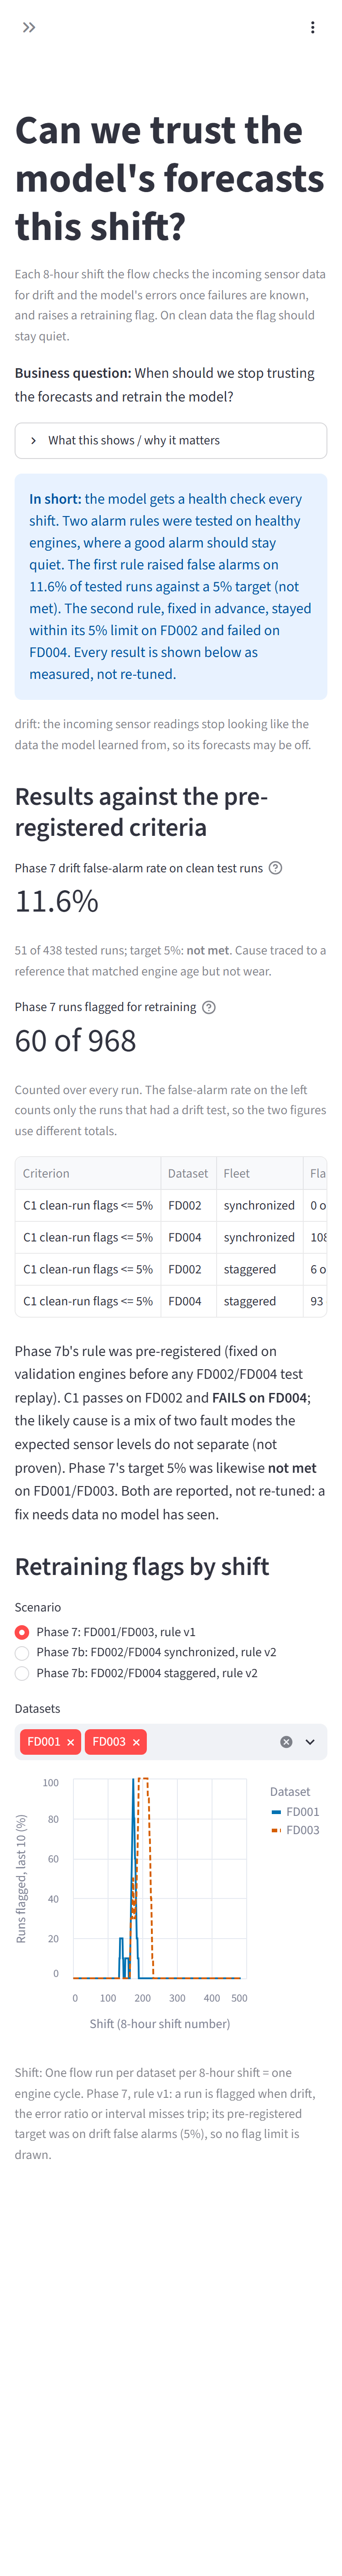 Can we trust the
model's forecasts
this shift?
Each 8-hour shift the flow checks the incoming sensor data
for drift and the model's errors once failures are known,
and raises a retraining flag. On clean data the flag should
stay quiet.
Business question: When should we stop trusting
the forecasts and retrain the model?
What this shows / why it matters
In short: the model gets a health check every
shift. Two alarm rules were tested on healthy
engines, where a good alarm should stay
quiet. The first rule raised false alarms on
11.6% of tested runs against a 5% target (not
met). The second rule, fixed in advance, stayed
within its 5% limit on FD002 and failed on
FD004. Every result is shown below as
measured, not re-tuned.
drift: the incoming sensor readings stop looking like the
data the model learned from, so its forecasts may be off.
Results against the pre-
registered criteria
Phase 7 drift false-alarm rate on clean test runs
11.6%
51 of 438 tested runs; target 5%: not met. Cause traced to a
reference that matched engine age but not wear.
Phase 7 runs flagged for retraining
60 of 968
Counted over every run. The false-alarm rate on the left
counts only the runs that had a drift test, so the two figures
use different totals.
Criterion Dataset Fleet Fla
C1 clean-run flags <= 5% FD002 synchronized 0 o
C1 clean-run flags <= 5% FD004 synchronized 108
C1 clean-run flags <= 5% FD002 staggered 6 o
C1 clean-run flags <= 5% FD004 staggered 93
Phase 7b's rule was pre-registered (fixed on
validation engines before any FD002/FD004 test
replay). C1 passes on FD002 and FAILS on FD004;
the likely cause is a mix of two fault modes the
expected sensor levels do not separate (not
proven). Phase 7's target 5% was likewise not met
on FD001/FD003. Both are reported, not re-tuned: a
fix needs data no model has seen.
Retraining flags by shift
Scenario
Phase 7: FD001/FD003, rule v1
Phase 7b: FD002/FD004 synchronized, rule v2
Phase 7b: FD002/FD004 staggered, rule v2
Datasets
FD001 FD003
Runs flagged, last 10 (%)
100
80
60
40
20
0
0 100 200 300 400 500
Shift (8-hour shift number)
Dataset
FD001
FD003
Shift: One flow run per dataset per 8-hour shift = one
engine cycle. Phase 7, rule v1: a run is flagged when drift,
the error ratio or interval misses trip; its pre-registered
target was on drift false alarms (5%), so no flag limit is
drawn.